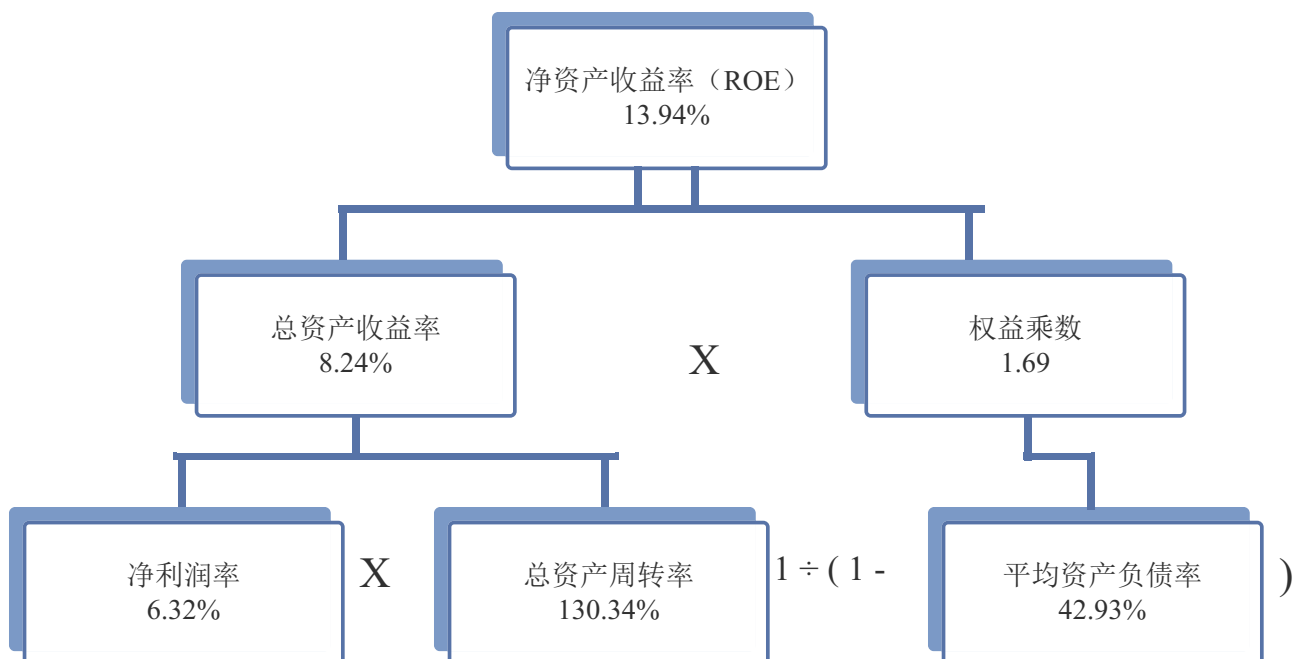 净资产收益率（ROE）
13.94%
总资产收益率
8.24%
X
权益乘数
1.69
净利润率
6.32%
X
总资产周转率
130.34%
1 ÷ ( 1 -
平均资产负债率
42.93%
)